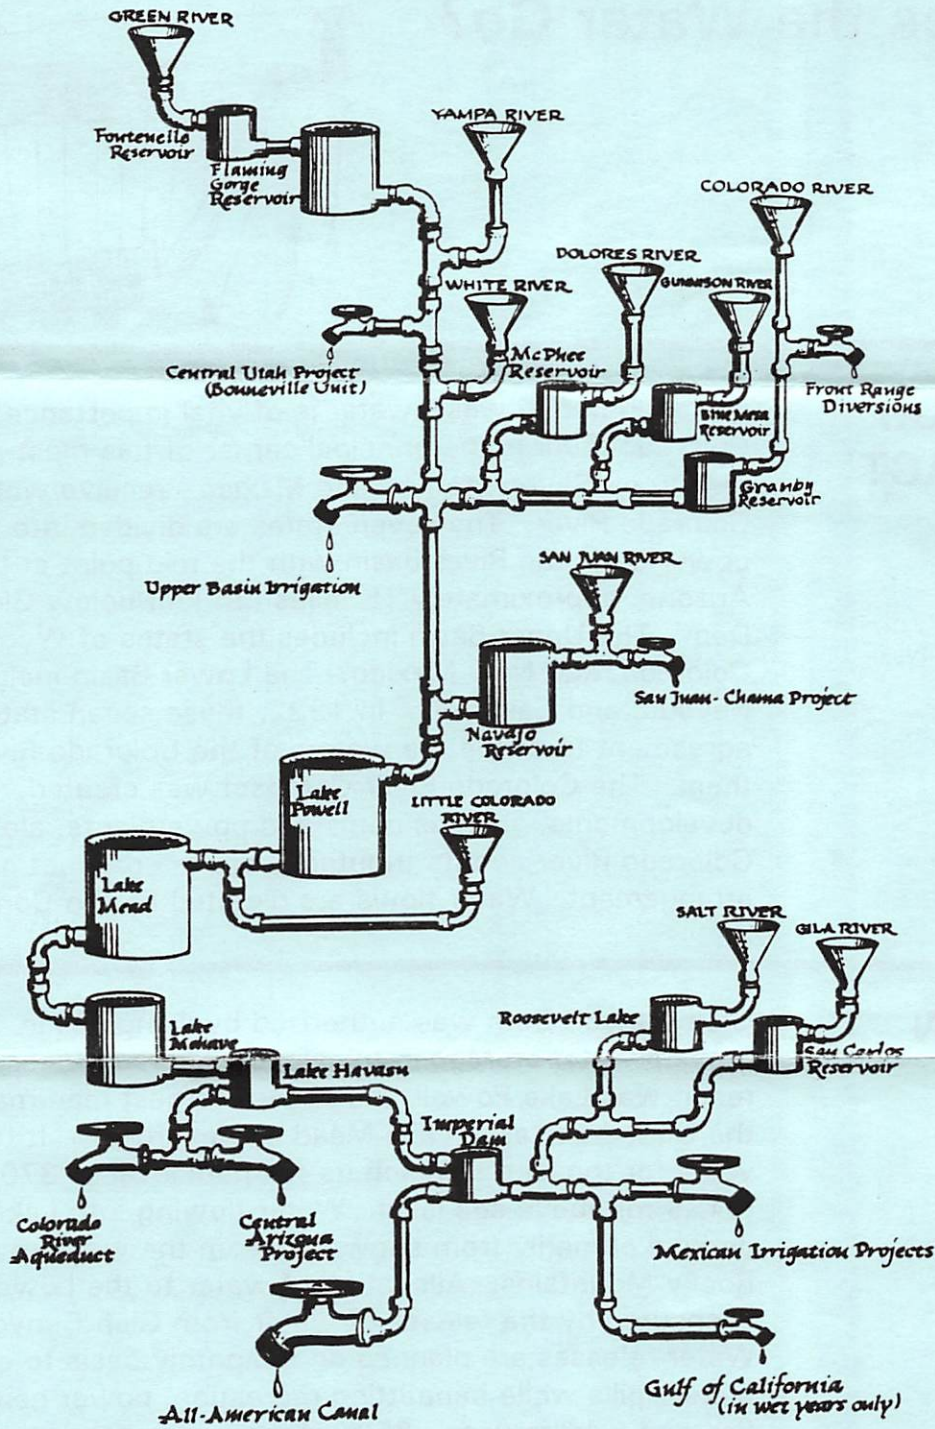 GREEN RIVER
Fontenelle
Reservoir
Flaming
Gorge
Reservoir
YAMPA RIVER
COLORADO RIVER
DOLORES RIVER
GUNNISON RIVER
WHITE RIVER
McPhee
Reservoir
Central Utah Project
(Bonneville Unit)
Blue Mesa
Reservoir
Front Range
Diversions
Granby
Reservoir
Upper Basin Irrigation
SAN JUAN RIVER
San Juan-Chama Project
Navajo
Reservoir
Lake
Powell
LITTLE COLORADO
RIVER
Lake
Mead
SALT RIVER
GILA RIVER
Roosevelt Lake
San Carlos
Reservoir
Lake
Mohave
Lake Havasu
Imperial
Dam
Colorado
River
Aqueduct
Central
Arizona
Project
Mexican Irrigation Projects
All-American Canal
Gulf of California
(in wet years only)